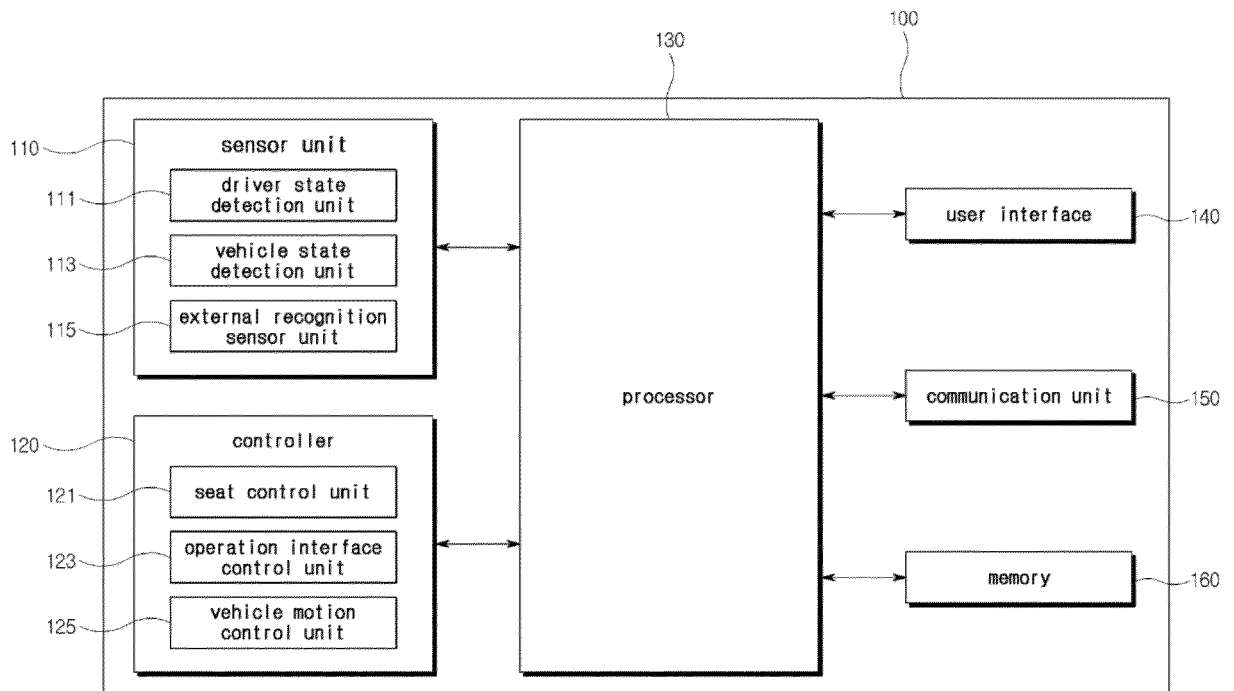 100
130
110
sensor unit
111
driver state
detection unit
113
vehicle state
detection unit
115
external recognition
sensor unit
120
controller
121
seat control unit
123
operation interface
control unit
125
vehicle motion
control unit
processor
user interface
140
communication unit
150
memory
160